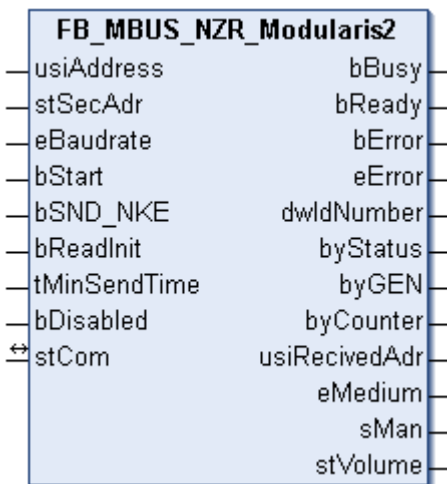 FB_MBUS_NZR_Modularis2
usiAddress bBusy
stSecAdr bReady
eBaudrate bError
bStart eError
bSND_NKE dwIdNumber
bReadInit byStatus
tMinSendTime byGEN
bDisabled byCounter
stCom usiRecivedAdr
eMedium
sMan
stVolume